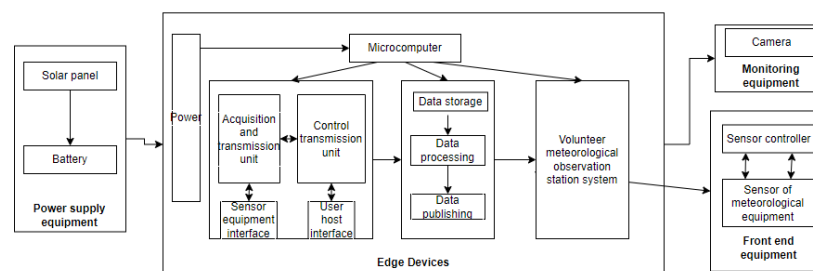 Solar panel
Battery
Power supply
equipment
Power
Microcomputer
Acquisition and
transmission
unit
Control
transmission
unit
Sensor
equipment
interface
User
host
interface
Data storage
Data
processing
Data
publishing
Volunteer
meteorological
observation
station system
Edge Devices
Camera
Monitoring
equipment
Sensor controller
Sensor of
meteorological
equipment
Front end
equipment